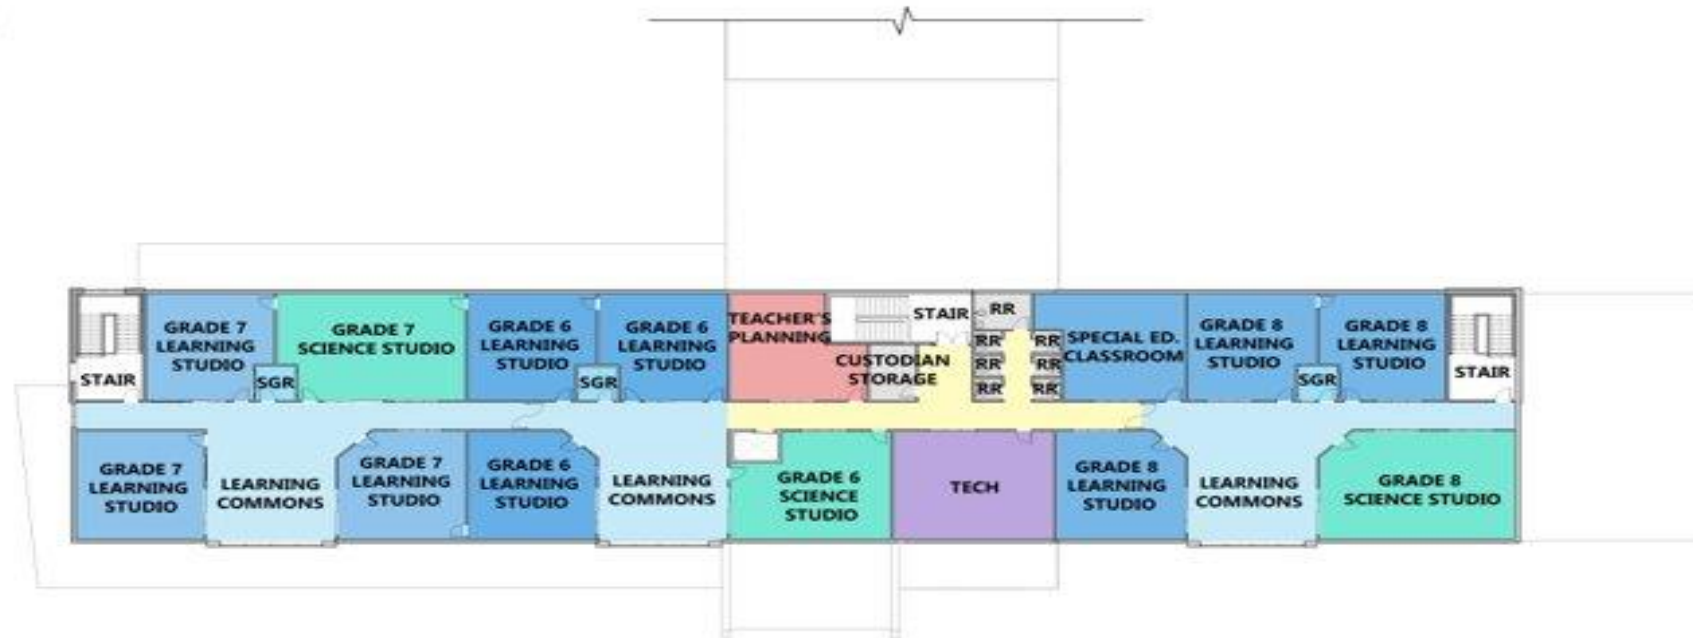 GRADE 7
LEARNING
STUDIO
GRADE 7
SCIENCE STUDIO
GRADE 6
LEARNING
STUDIO
GRADE 6
LEARNING
STUDIO
TEACHER'S
PLANNING
STAIR
RR
SPECIAL ED.
CLASSROOM
GRADE 8
LEARNING
STUDIO
GRADE 8
LEARNING
STUDIO
STAIR
SGR
SGR
CUSTODIAN
STORAGE
RR
RR
RR
RR
RR
RR
SGR
STAIR
GRADE 7
LEARNING
STUDIO
LEARNING
COMMONS
GRADE 7
LEARNING
STUDIO
GRADE 6
LEARNING
STUDIO
LEARNING
COMMONS
GRADE 6
SCIENCE
STUDIO
TECH
GRADE 8
LEARNING
STUDIO
LEARNING
COMMONS
GRADE 8
SCIENCE STUDIO